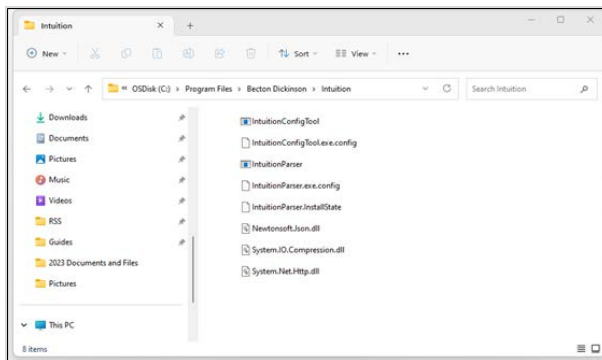 Intuition
New
Sort
View
OSDisk (C:) > Program Files > Becton Dickinson > Intuition
Search Intuition
Downloads
Documents
Pictures
Music
Videos
RSS
Guides
2023 Documents and Files
Pictures
This PC
IntuitionConfigTool
IntuitionConfigTool.exe.config
IntuitionParser
IntuitionParser.exe.config
IntuitionParser.InstallState
Newtonsoft.Json.dll
System.IO.Compression.dll
System.Net.Http.dll
8 items